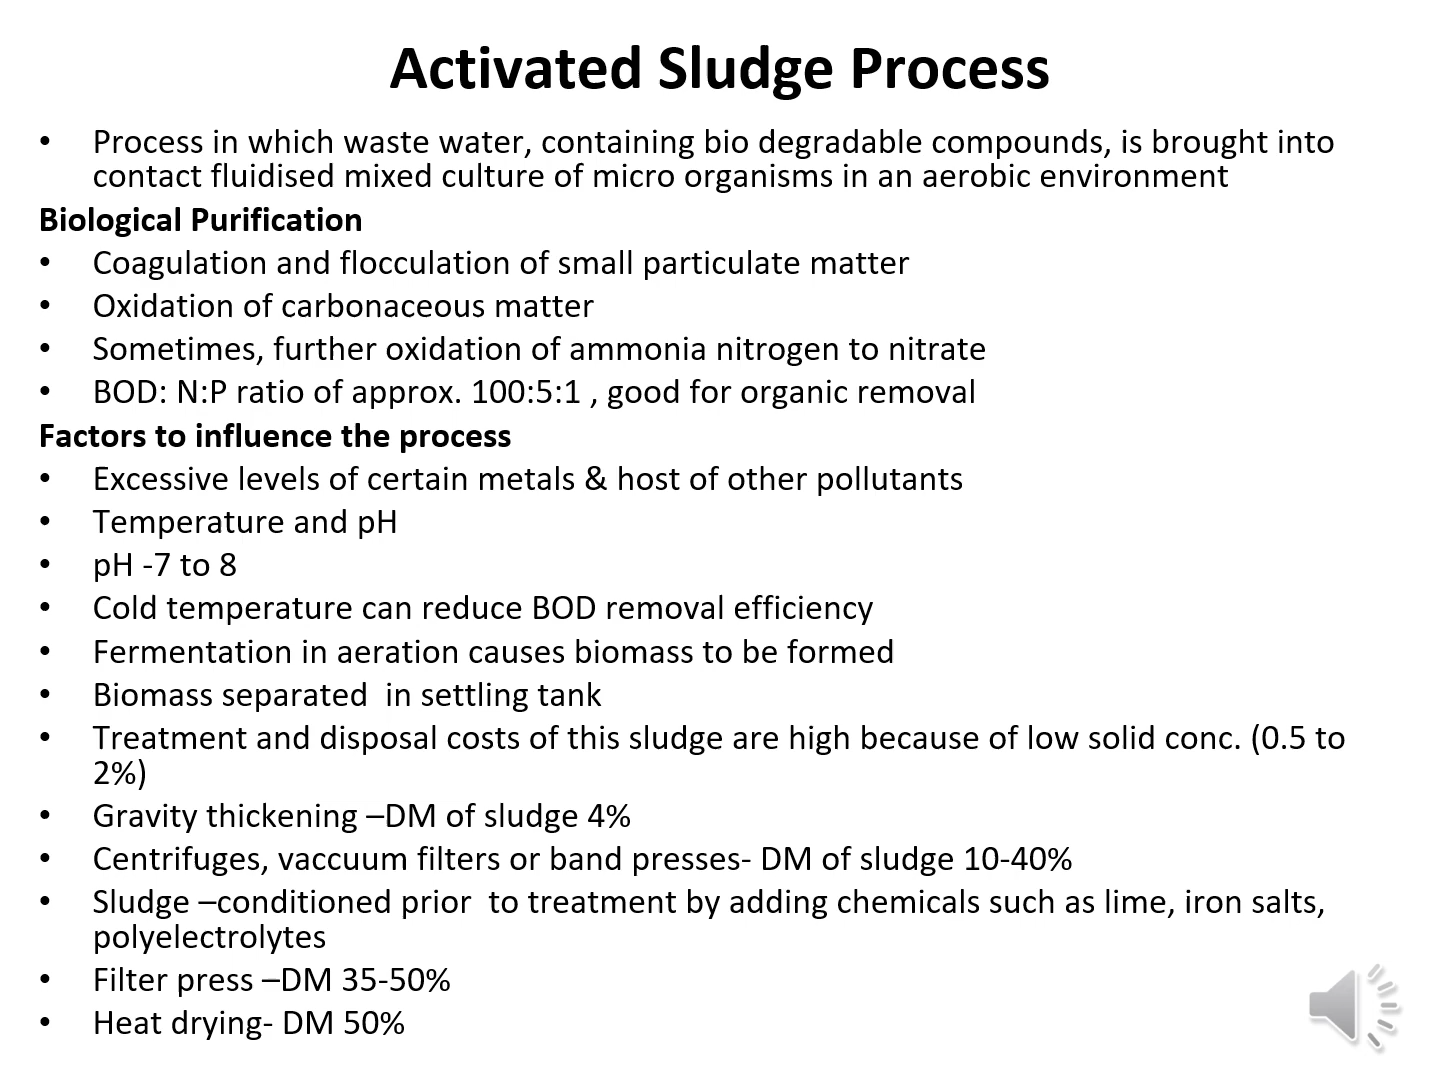 Activated Sludge Process
• Process in which waste water, containing bio degradable compounds, is brought into
contact fluidised mixed culture of micro organisms in an aerobic environment
Biological Purification
• Coagulation and flocculation of small particulate matter
• Oxidation of carbonaceous matter
• Sometimes, further oxidation of ammonia nitrogen to nitrate
• BOD: N:P ratio of approx. 100:5:1 , good for organic removal
Factors to influence the process
• Excessive levels of certain metals & host of other pollutants
• Temperature and pH
• pH -7 to 8
• Cold temperature can reduce BOD removal efficiency
• Fermentation in aeration causes biomass to be formed
• Biomass separated  in settling tank
• Treatment and disposal costs of this sludge are high because of low solid conc. (0.5 to
2%)
• Gravity thickening –DM of sludge 4%
• Centrifuges, vaccuum filters or band presses- DM of sludge 10-40%
• Sludge –conditioned prior  to treatment by adding chemicals such as lime, iron salts,
polyelectrolytes
• Filter press –DM 35-50%
• Heat drying- DM 50%